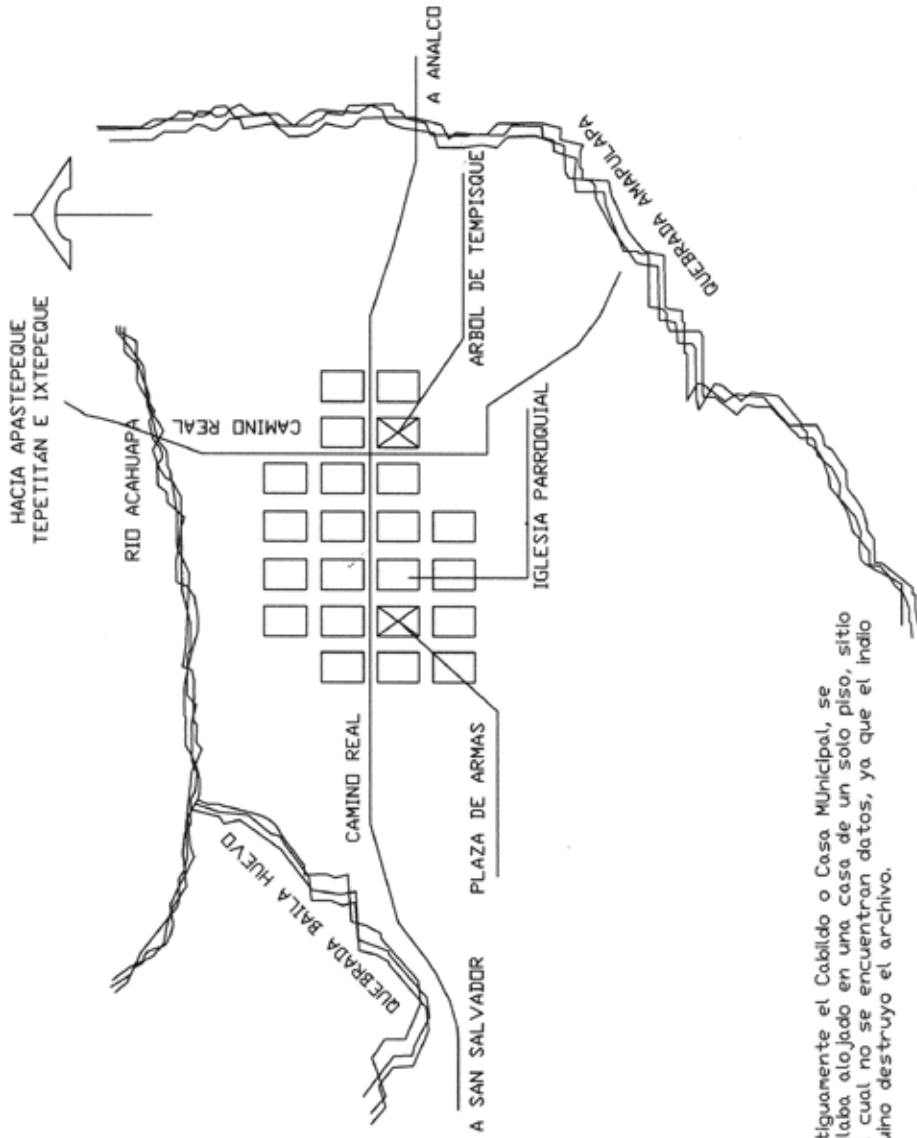 HACIA APASTEPEQUE
TEPETITÁN E IXTEPEQUE
RIO ACAHUAPA
CAMINO REAL
A ANALCO
ARBOL DE TEMPISQUE
QUEBRADA AMAPULAPA
IGLESIA PARROQUIAL
CAMINO REAL
PLAZA DE ARMAS
QUEBRADA BAILA HUEVO
A SAN SALVADOR
tiguamente el Cabildo o Casa MUnicipal, se
laba alojado en una casa de un solo piso, sitio
cual no se encuentran datos, ya que el indio
uino destruyo el archivo.